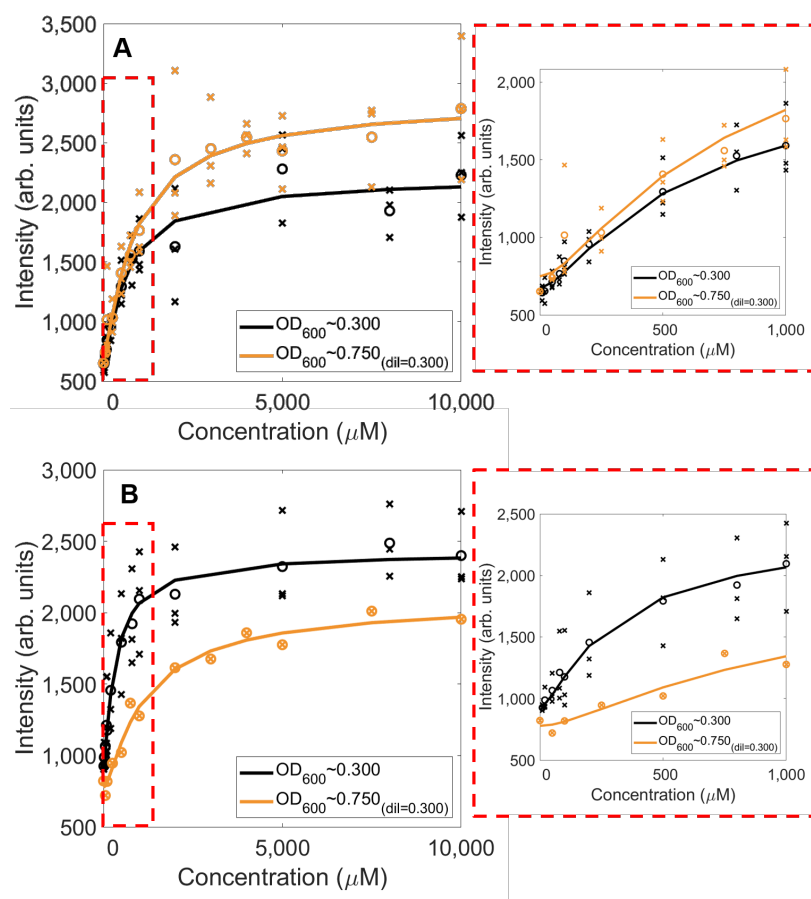 A
3,500
3,000
2,500
2,000
1,500
1,000
500
Intensity (arb. units)
0
5,000
10,000
Concentration (μM)
OD600~0.300
OD600~0.750(dil=0.300)
2,000
1,500
1,000
500
Intensity (arb. units)
0
500
1,000
Concentration (μM)
OD600~0.300
OD600~0.750(dil=0.300)
B
3,000
2,500
2,000
1,500
1,000
500
Intensity (arb. units)
0
5,000
10,000
Concentration (μM)
OD600~0.300
OD600~0.750(dil=0.300)
2,500
2,000
1,500
1,000
500
Intensity (arb. units)
0
500
1,000
Concentration (μM)
OD600~0.300
OD600~0.750(dil=0.300)